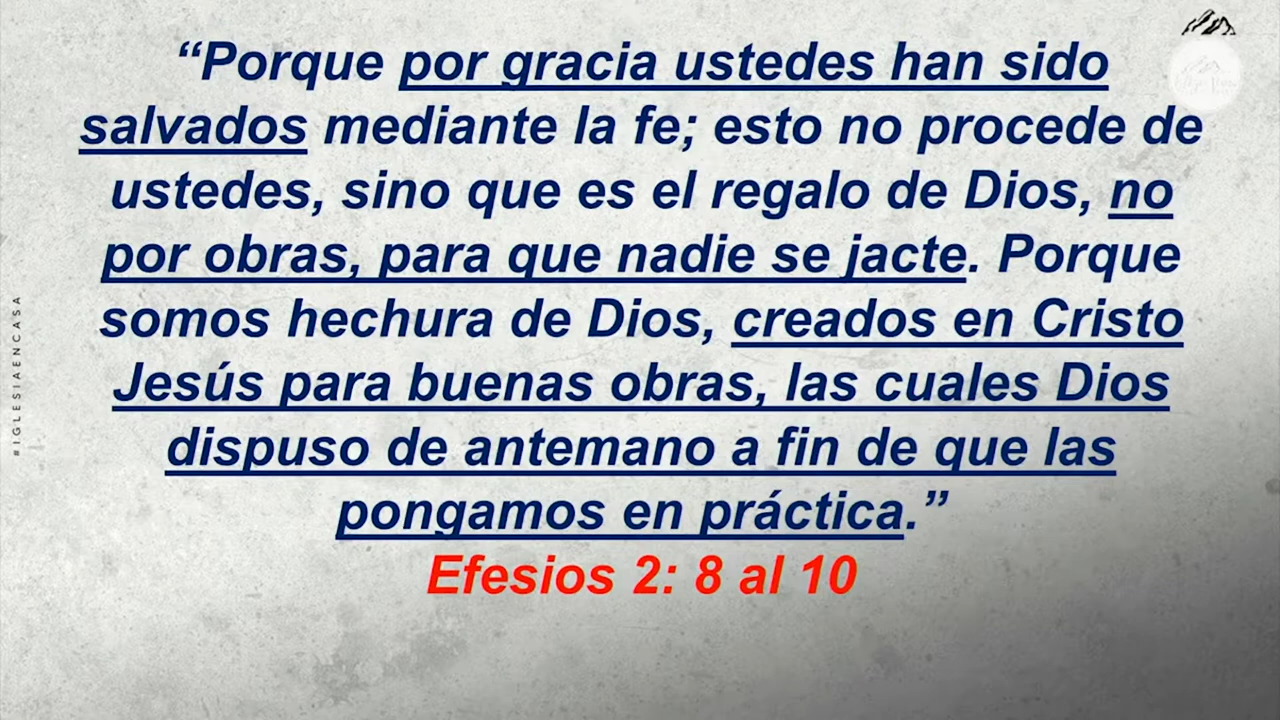 “Porque por gracia ustedes han sido
salvados mediante la fe; esto no procede de
ustedes, sino que es el regalo de Dios, no
por obras, para que nadie se jacte. Porque
somos hechura de Dios, creados en Cristo
Jesús para buenas obras, las cuales Dios
dispuso de antemano a fin de que las
pongamos en práctica.”
Efesios 2: 8 al 10
#IGLESIAENCASA